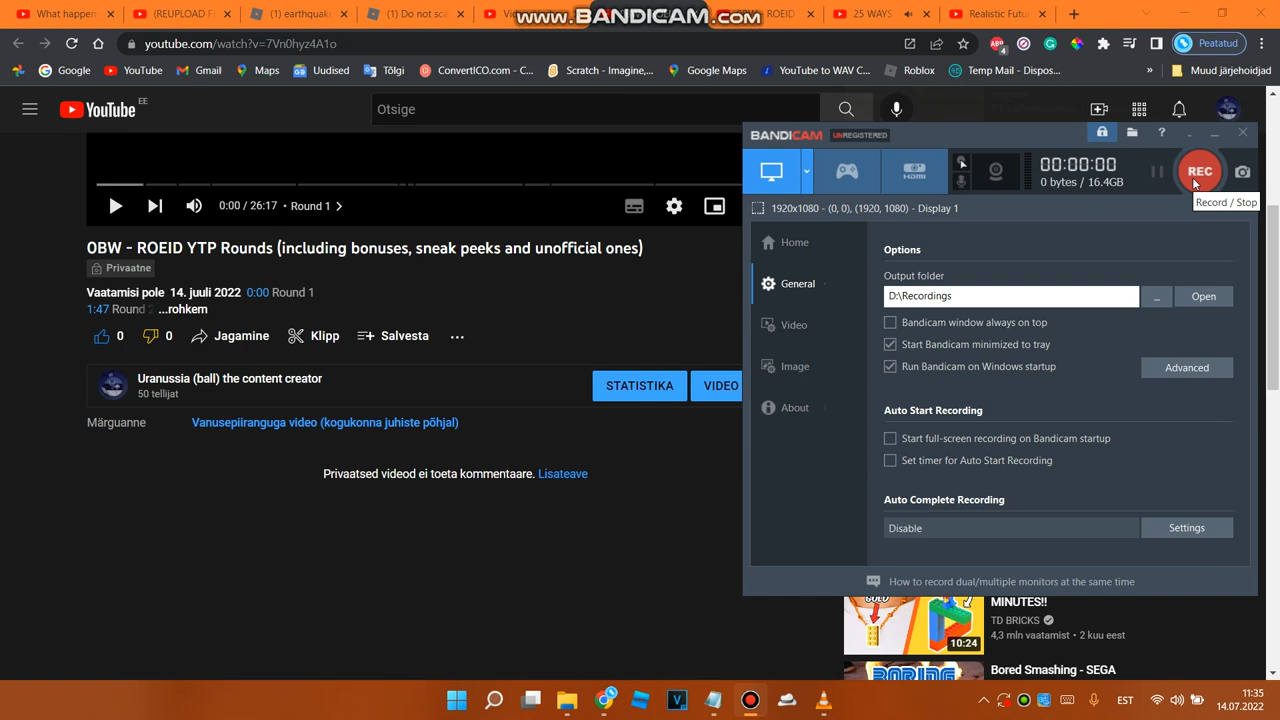 What happen
(REUPLOAD F
(1) earthquake
(1) Do not sca
www.BANDICAM.com
ROEID
25 WAYS
Realistic Futu
youtube.com/watch?v=7Vn0hyz4A1o
4
Peatatud
Google
YouTube
Gmail
Maps
Uudised
Tõlgi
ConvertICO.com - C...
Scratch - Imagine,...
Google Maps
YouTube to WAV C...
Roblox
Temp Mail - Dispos...
»
Muud järjehoidjad
YouTube EE
Otsige
BANDICAM UNREGISTERED
00:00:00
0 bytes / 16.4GB
REC
Record / Stop
HDMI
1920x1080 - (0, 0), (1920, 1080) - Display 1
0:00 / 26:17 • Round 1
0BW - ROEID YTP Rounds (including bonuses, sneak peeks and unofficial ones)
Privaatne
Vaatamisi pole 14. juuli 2022 0:00 Round 1
1:47 Round 2 ...rohkem
0
0
Jagamine
Klipp
Salvesta
Uranussia (ball) the content creator
50 tellijat
STATISTIKA
VIDEO
Märguanne
Vanusepiiranguga video (kogukonna juhiste põhjal)
Privaatsed videod ei toeta kommentaare. Lisateave
Home
General
Video
Image
About
Options
Output folder
D:\Recordings
...
Open
Bandicam window always on top
Start Bandicam minimized to tray
Run Bandicam on Windows startup
Advanced
Auto Start Recording
Start full-screen recording on Bandicam startup
Set timer for Auto Start Recording
Auto Complete Recording
Disable
Settings
How to record dual/multiple monitors at the same time
MINUTES!!
TD BRICKS
4,3 mln vaatamist • 2 kuu eest
10:24
Bored Smashing - SEGA
EST
11:35
14.07.2022